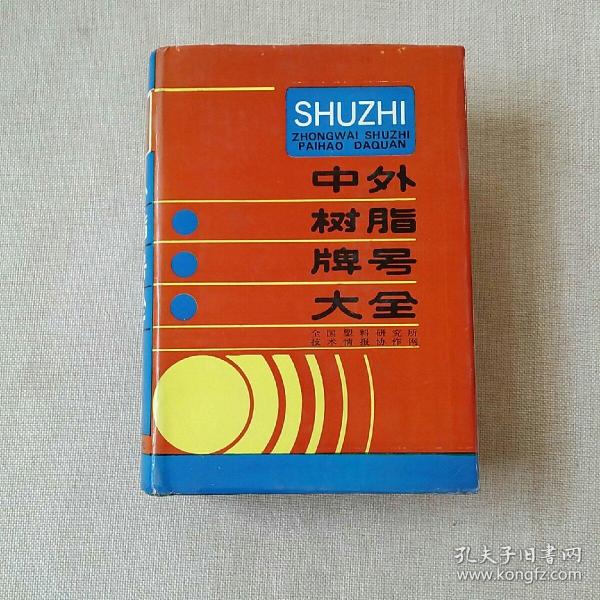 SHUZHI
ZHONGWAI SHUZHI
PAIHAO DAQUAN
中外
树脂
牌号
大全
全国塑料研究所
技术情报协作网
孔夫子旧书网
www.kongfz.com